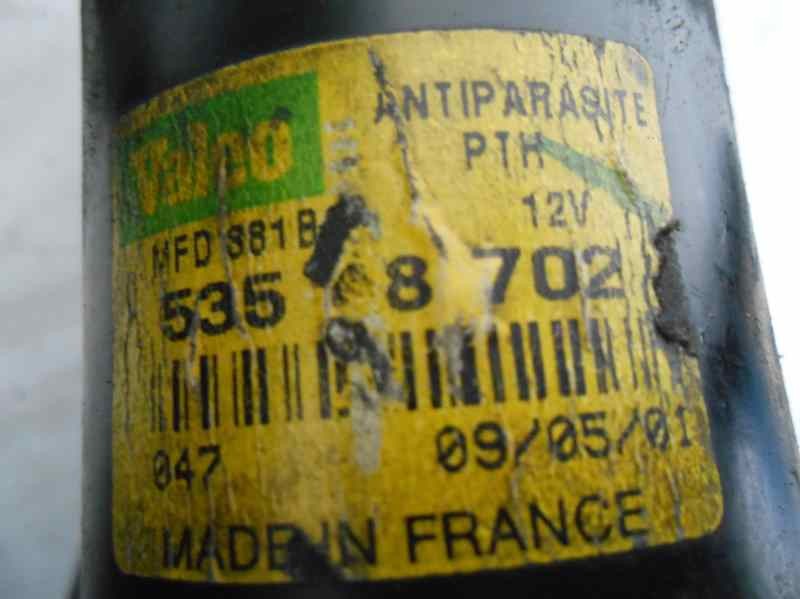 Valeo
ANTIPARASITE
PTH
12V
MFD 881B
535 8 702
047
09/05/01
MADE IN FRANCE